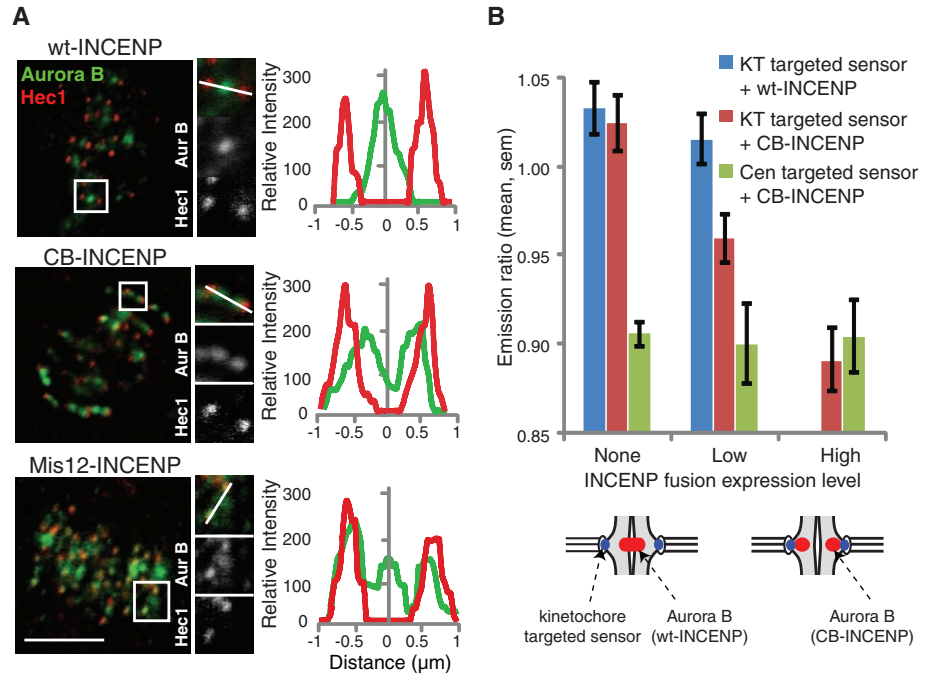 A
wt-INCENP
Aurora B
Hec1
Aur B
Hec1
Relative Intensity
300
200
100
0
-1
-0.5
0
0.5
1
CB-INCENP
Aur B
Hec1
Relative Intensity
300
200
100
0
-1
-0.5
0
0.5
1
Mis12-INCENP
Aur B
Hec1
Relative Intensity
300
200
100
0
-1
-0.5
0
0.5
1
Distance (µm)
B
KT targeted sensor
+ wt-INCENP
KT targeted sensor
+ CB-INCENP
Cen targeted sensor
+ CB-INCENP
Emission ratio (mean, sem)
1.05
1.00
0.95
0.90
0.85
None
Low
High
INCENP fusion expression level
kinetochore
targeted sensor
Aurora B
(wt-INCENP)
Aurora B
(CB-INCENP)